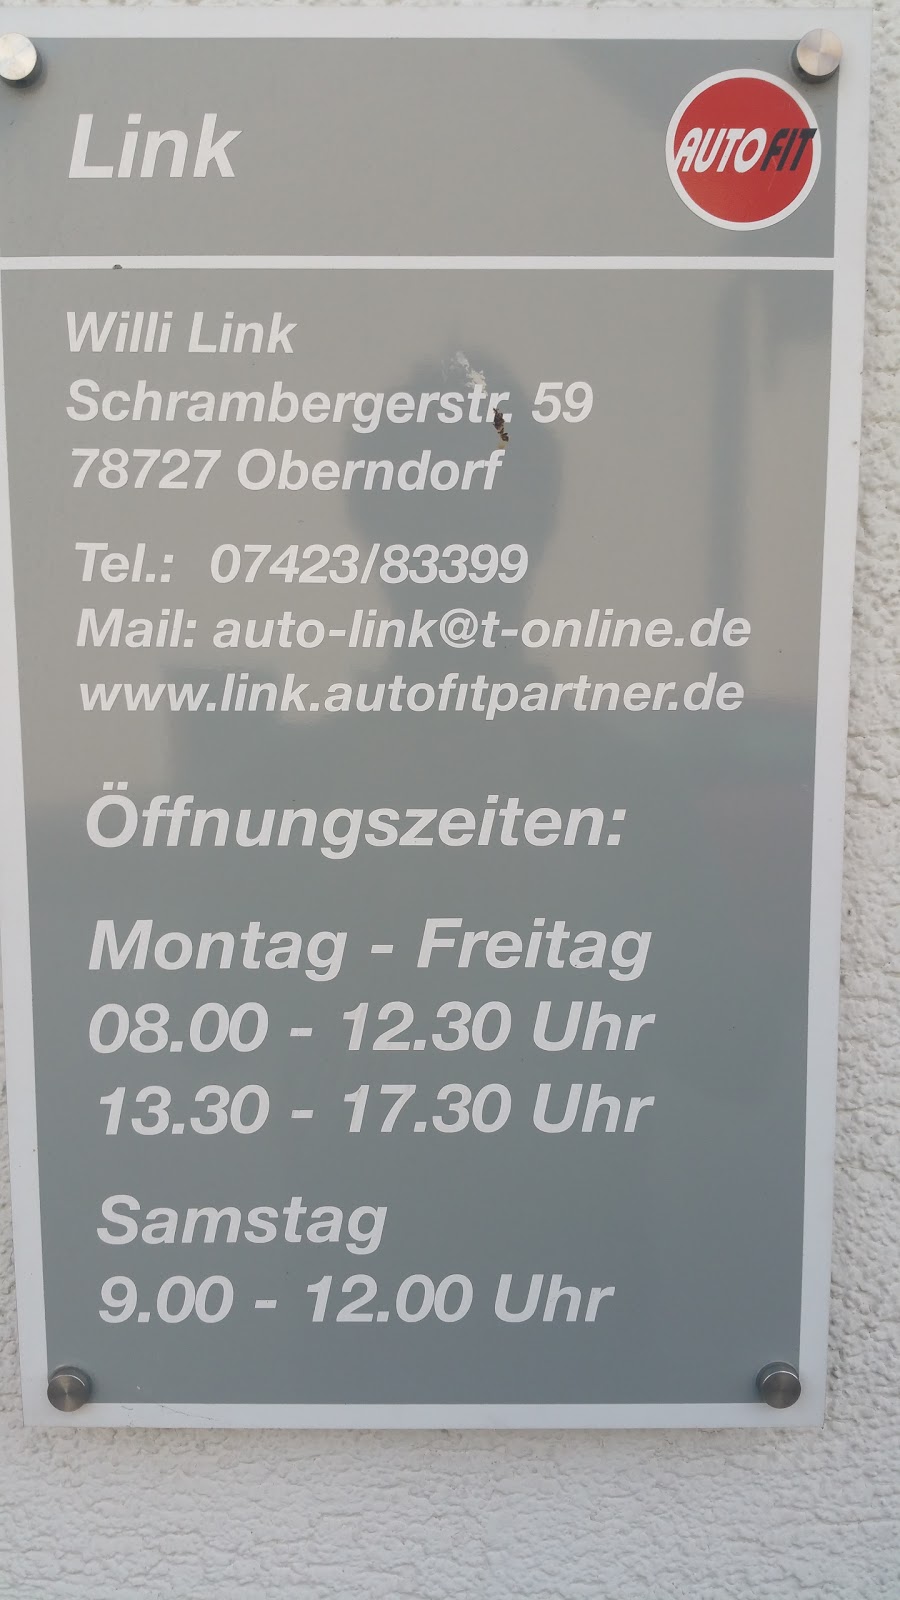 Link
AUTOFIT
Willi Link
Schrambergerstr. 59
78727 Oberndorf
Tel.: 07423/83399
Mail: auto-link@t-online.de
www.link.autofitpartner.de
Öffnungszeiten:
Montag - Freitag
08.00 - 12.30 Uhr
13.30 - 17.30 Uhr
Samstag
9.00 - 12.00 Uhr